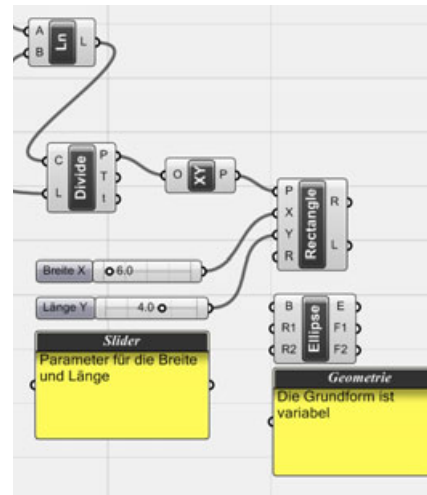 A
B
Ln
L
C
L
Divide
P
T
t
O
XY
P
P
X
Y
R
Rectangle
R
L
Breite X
6.0
Länge Y
4.0
B
R1
R2
Ellipse
E
F1
F2
Slider
Parameter für die Breite
und Länge
Geometrie
Die Grundform ist
variabel